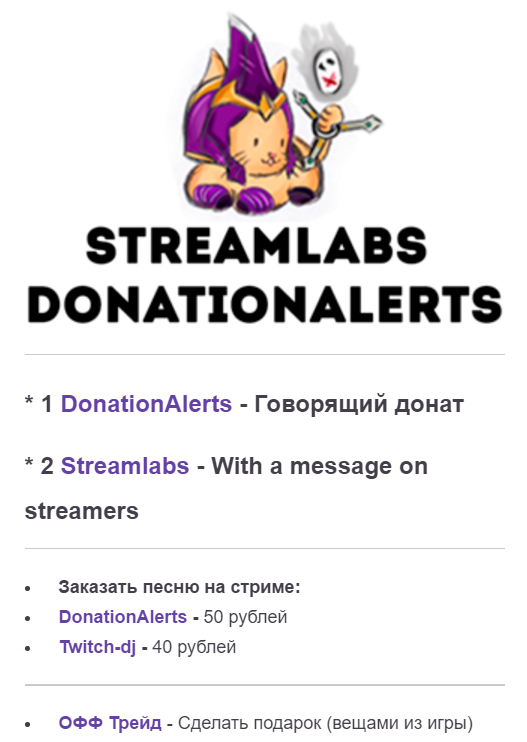 STREAMLABS
DONATIONALERTS
* 1 DonationAlerts - Говорящий донат
* 2 Streamlabs - With a message on
streamers
• Заказать песню на стриме:
• DonationAlerts - 50 рублей
• Twitch-dj - 40 рублей
• ОФФ Трейд - Сделать подарок (вещами из игры)